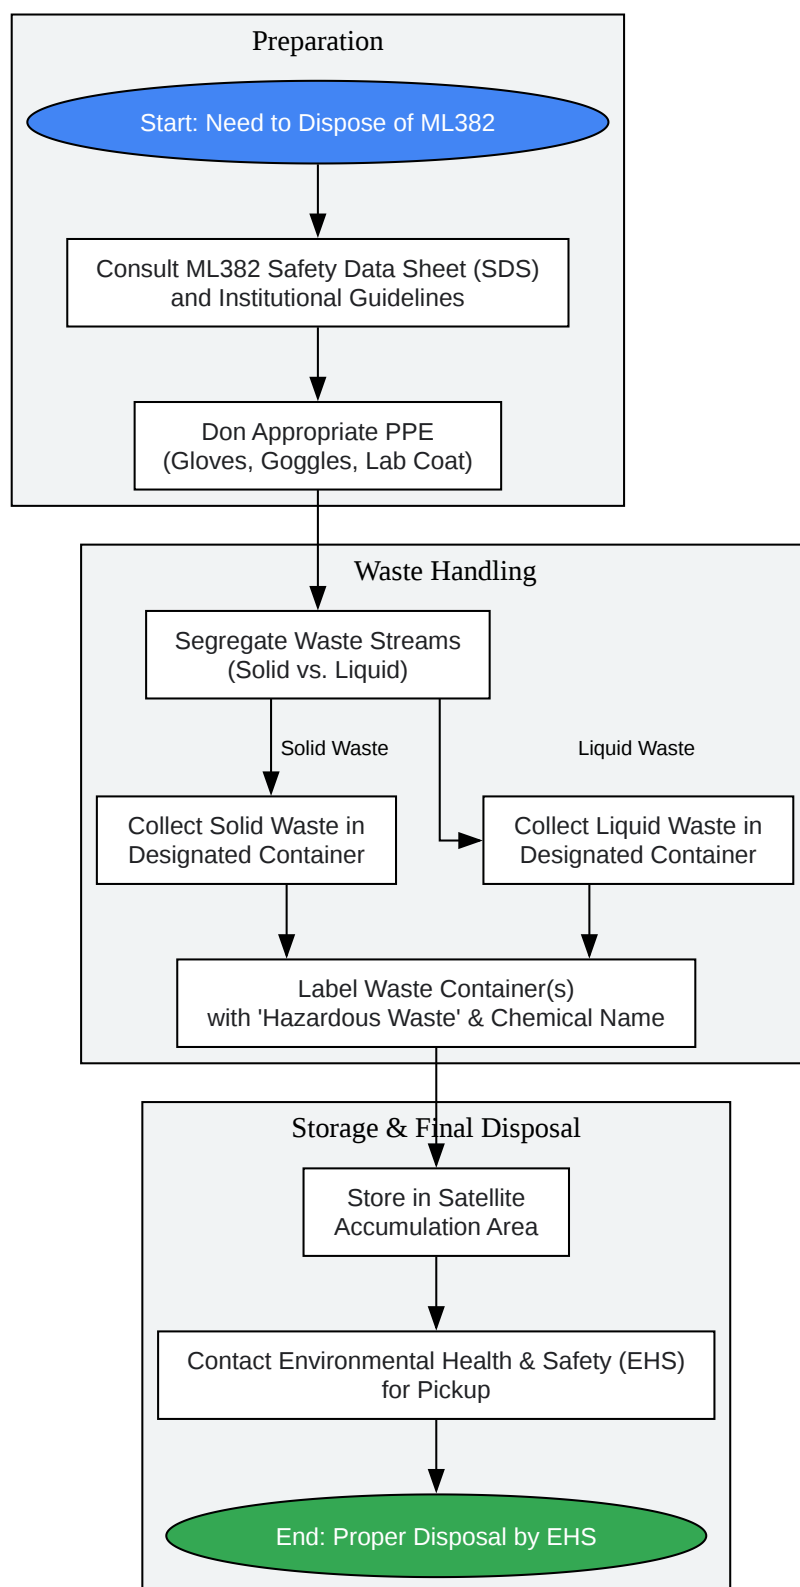 Preparation
Start: Need to Dispose of ML382
Consult ML382 Safety Data Sheet (SDS)
and Institutional Guidelines
Don Appropriate PPE
(Gloves, Goggles, Lab Coat)
Waste Handling
Segregate Waste Streams
(Solid vs. Liquid)
Solid Waste
Liquid Waste
Collect Solid Waste in
Designated Container
Collect Liquid Waste in
Designated Container
Label Waste Container(s)
with 'Hazardous Waste' & Chemical Name
Storage & Final Disposal
Store in Satellite
Accumulation Area
Contact Environmental Health & Safety (EHS)
for Pickup
End: Proper Disposal by EHS